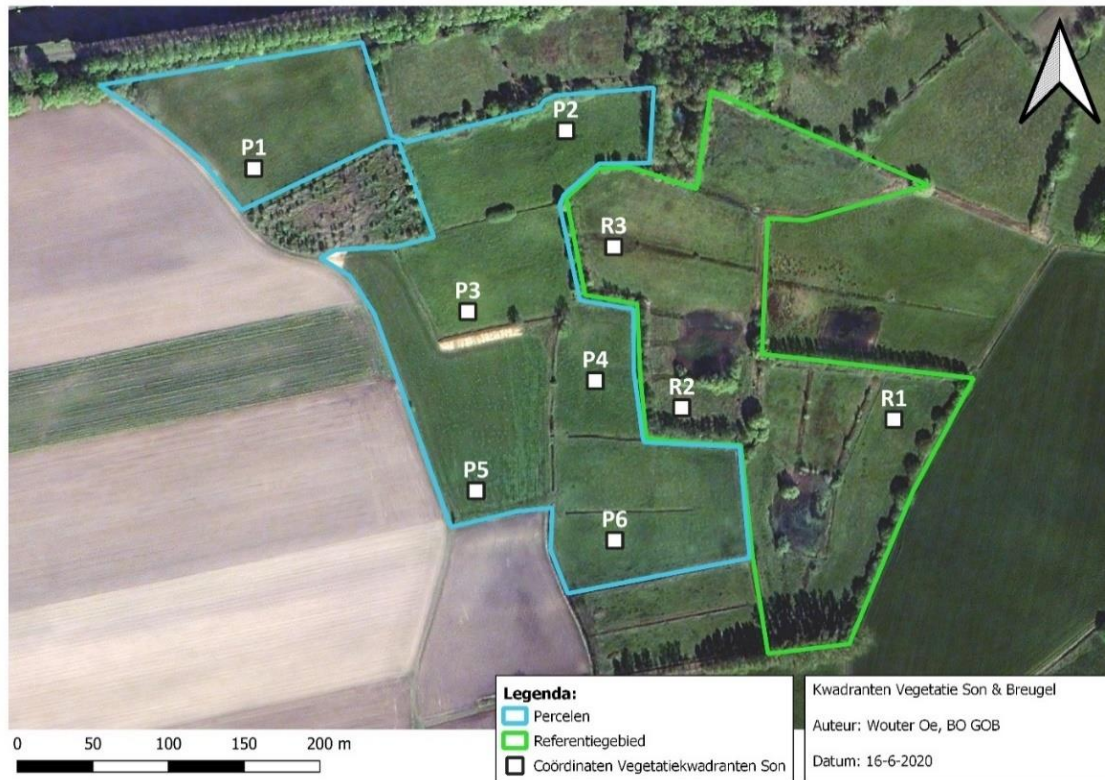 P1
P2
R3
P3
P4
R2
R1
P5
P6
Legenda:
Percelen
Referentiegebied
Coördinaten Vegetatiekwadranten Son
Kwadranten Vegetatie Son & Breugel
Auteur: Wouter Oe, BO GOB
Datum: 16-6-2020
0 50 100 150 200 m